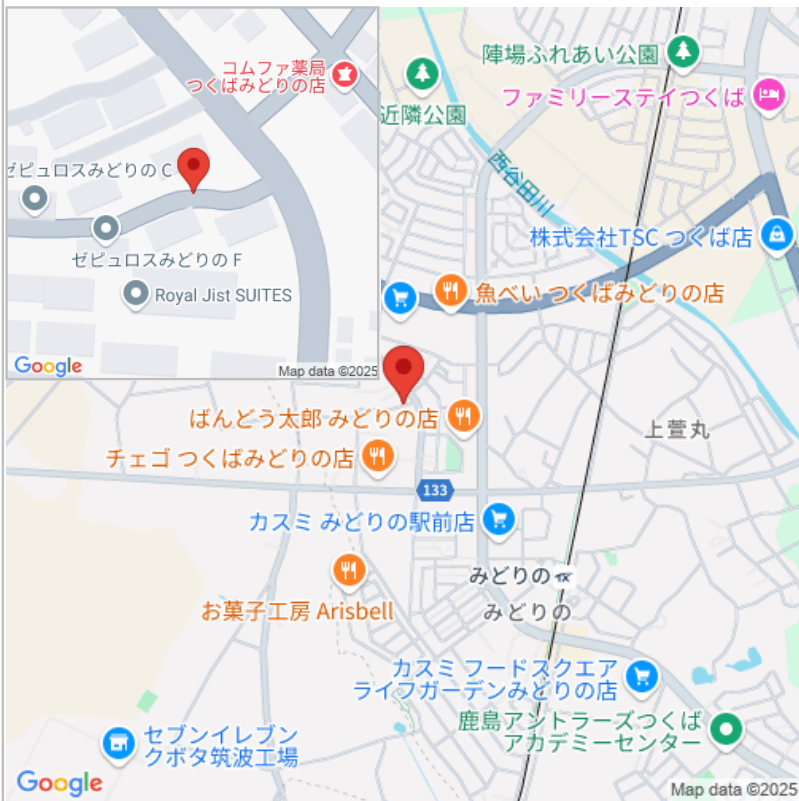 コムファ薬局
つくばみどりの店
ゼピュロスみどりの C
ゼピュロスみどりの F
Royal Jist SUITES
Google
Map data ©2025
陣場ふれあい公園
近隣公園
ファミリーステイつくば
西谷田川
株式会社TSC つくば店
魚べい つくばみどりの店
ばんどう太郎 みどりの店
上萱丸
チェゴ つくばみどりの店
133
カスミ みどりの駅前店
みどりの
みどりの
お菓子工房 Arisbell
カスミ フードスクエア
ライフガーデンみどりの店
鹿島アントラーズつくば
アカデミーセンター
セブンイレブン
クボタ筑波工場
Google
Map data ©2025